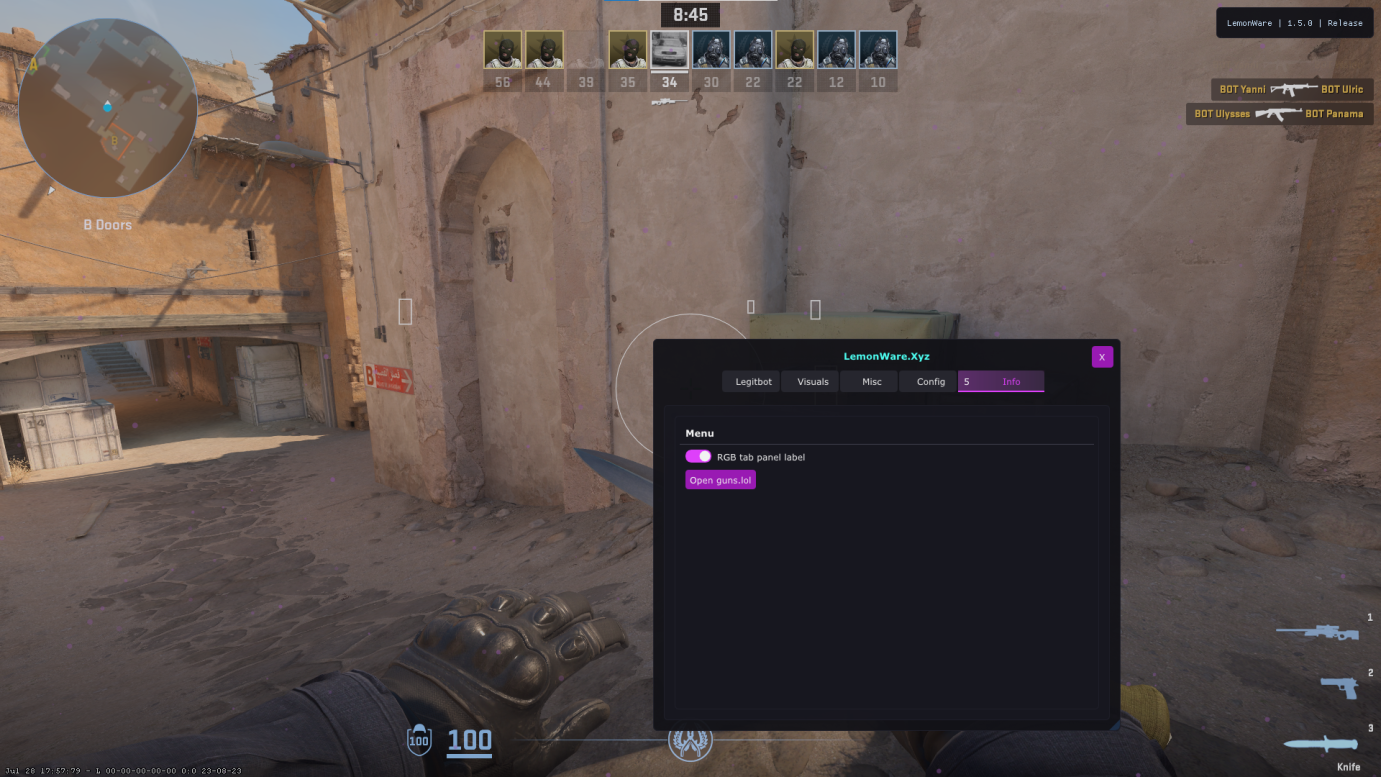 8:45
LemonWare | 1.5.0 | Release
A
56 44 39 35 34 30 22 22 12 10
BOT Yanni BOT Ulric
BOT Ulysses BOT Panama
B
B Doors
LemonWare.Xyz
X
Legitbot Visuals Misc Config 5 Info
B
14
Menu
RGB tab panel label
Open guns.lol
1
2
3
100 100
Knife